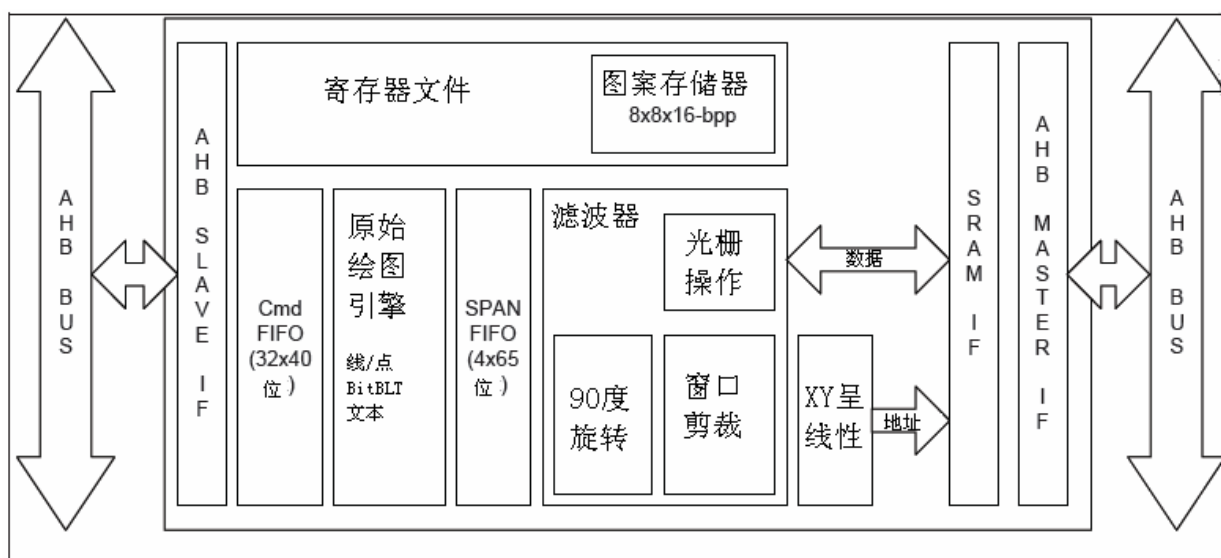 AHB BUS
AHB SLAVE IF
寄存器文件
图案存储器
8x8x16-bpp
Cmd
FIFO
(32x40
位)
原始
绘图
引擎
线/点
BitBLT
文本
SPAN
FIFO
(4x65
位)
滤波器
光栅
操作
90度
旋转
窗口
剪裁
XY呈
线性
数据
地址
SRAM IF
AHB MASTER IF
AHB BUS